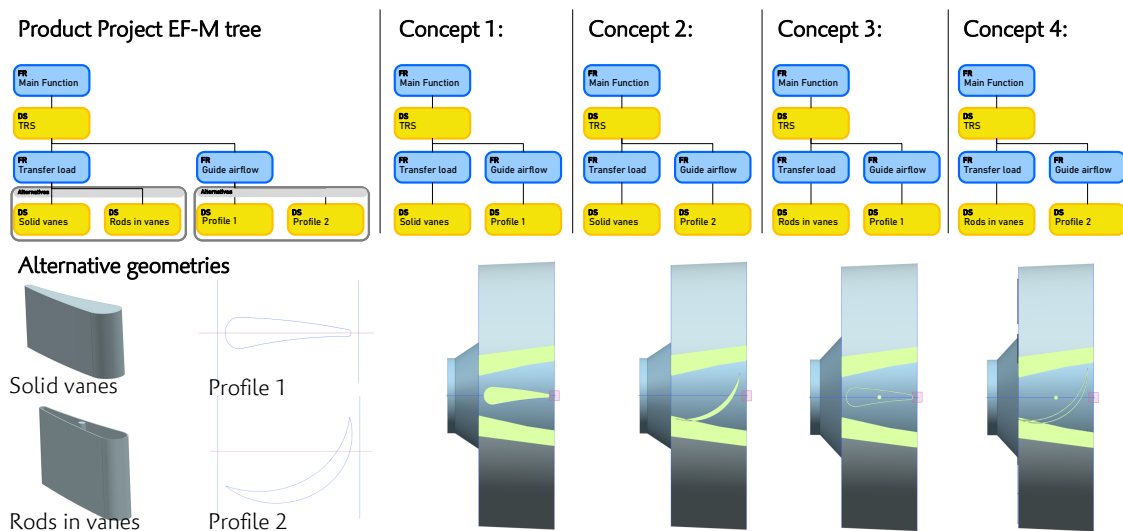 Product Project EF-M tree
Concept 1:
Concept 2:
Concept 3:
Concept 4:
FR
Main Function
DS
TRS
FR
Transfer load
FR
Guide airflow
Alternatives
Alternatives
DS
Solid vanes
DS
Rods in vanes
DS
Profile 1
DS
Profile 2
FR
Main Function
DS
TRS
FR
Transfer load
FR
Guide airflow
DS
Solid vanes
DS
Profile 1
FR
Main Function
DS
TRS
FR
Transfer load
FR
Guide airflow
DS
Solid vanes
DS
Profile 2
FR
Main Function
DS
TRS
FR
Transfer load
FR
Guide airflow
DS
Rods in vanes
DS
Profile 1
FR
Main Function
DS
TRS
FR
Transfer load
FR
Guide airflow
DS
Rods in vanes
DS
Profile 2
Alternative geometries
Solid vanes
Profile 1
Rods in vanes
Profile 2